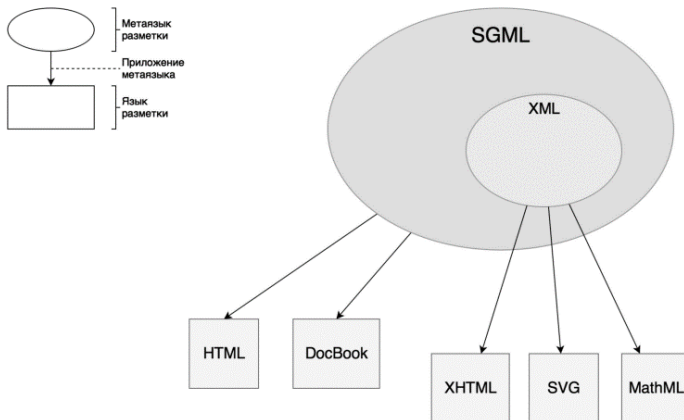 Метаязык
разметки
Приложение
метаязыка
Язык
разметки
SGML
XML
HTML
DocBook
XHTML
SVG
MathML